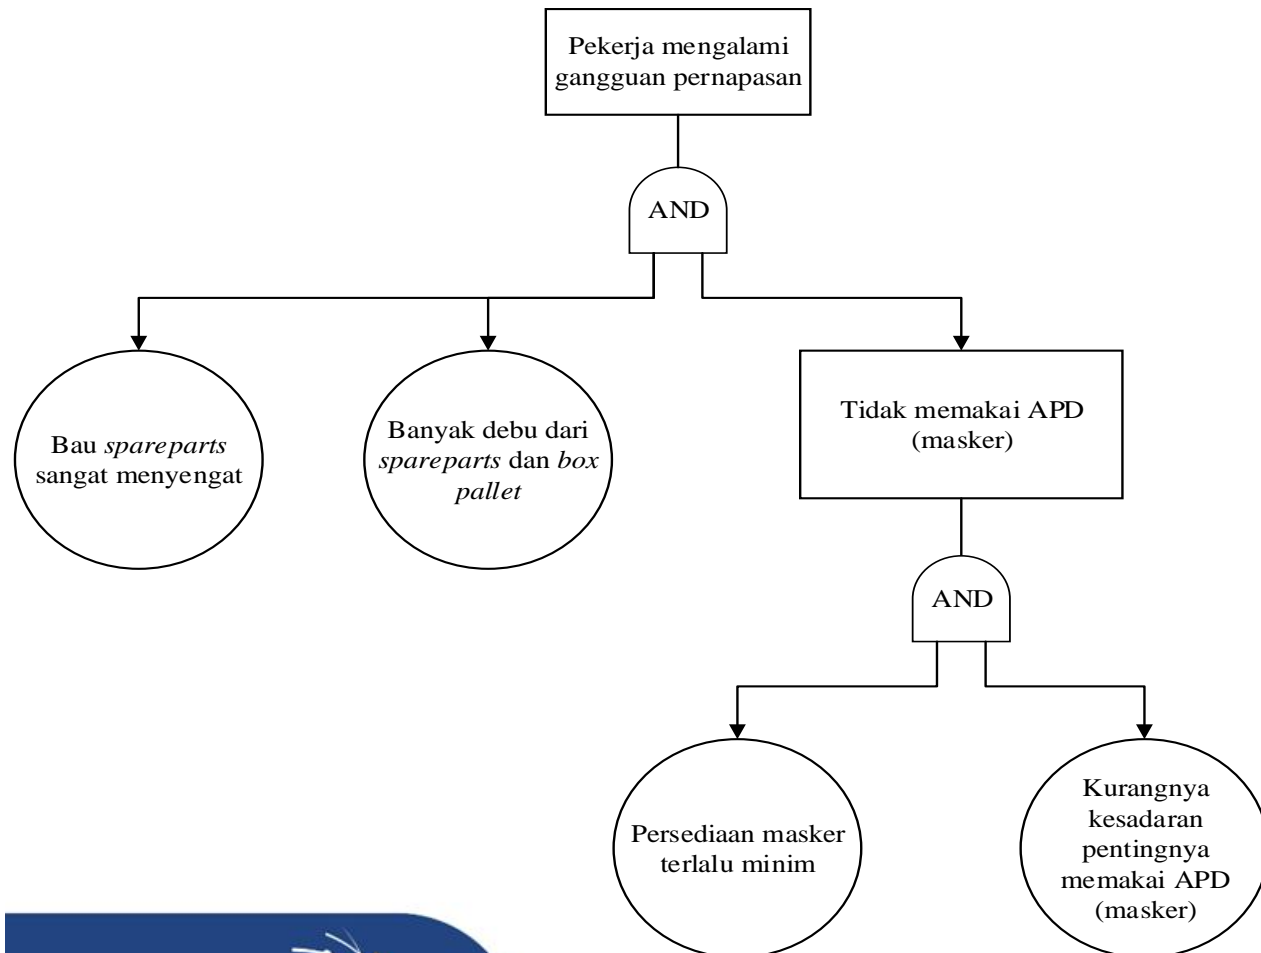 Pekerja mengalami
gangguan pernapasan
AND
Bau spareparts
sangat menyengat
Banyak debu dari
spareparts dan box
pallet
Tidak memakai APD
(masker)
AND
Persediaan masker
terlalu minim
Kurangnya
kesadaran
pentingnya
memakai APD
(masker)